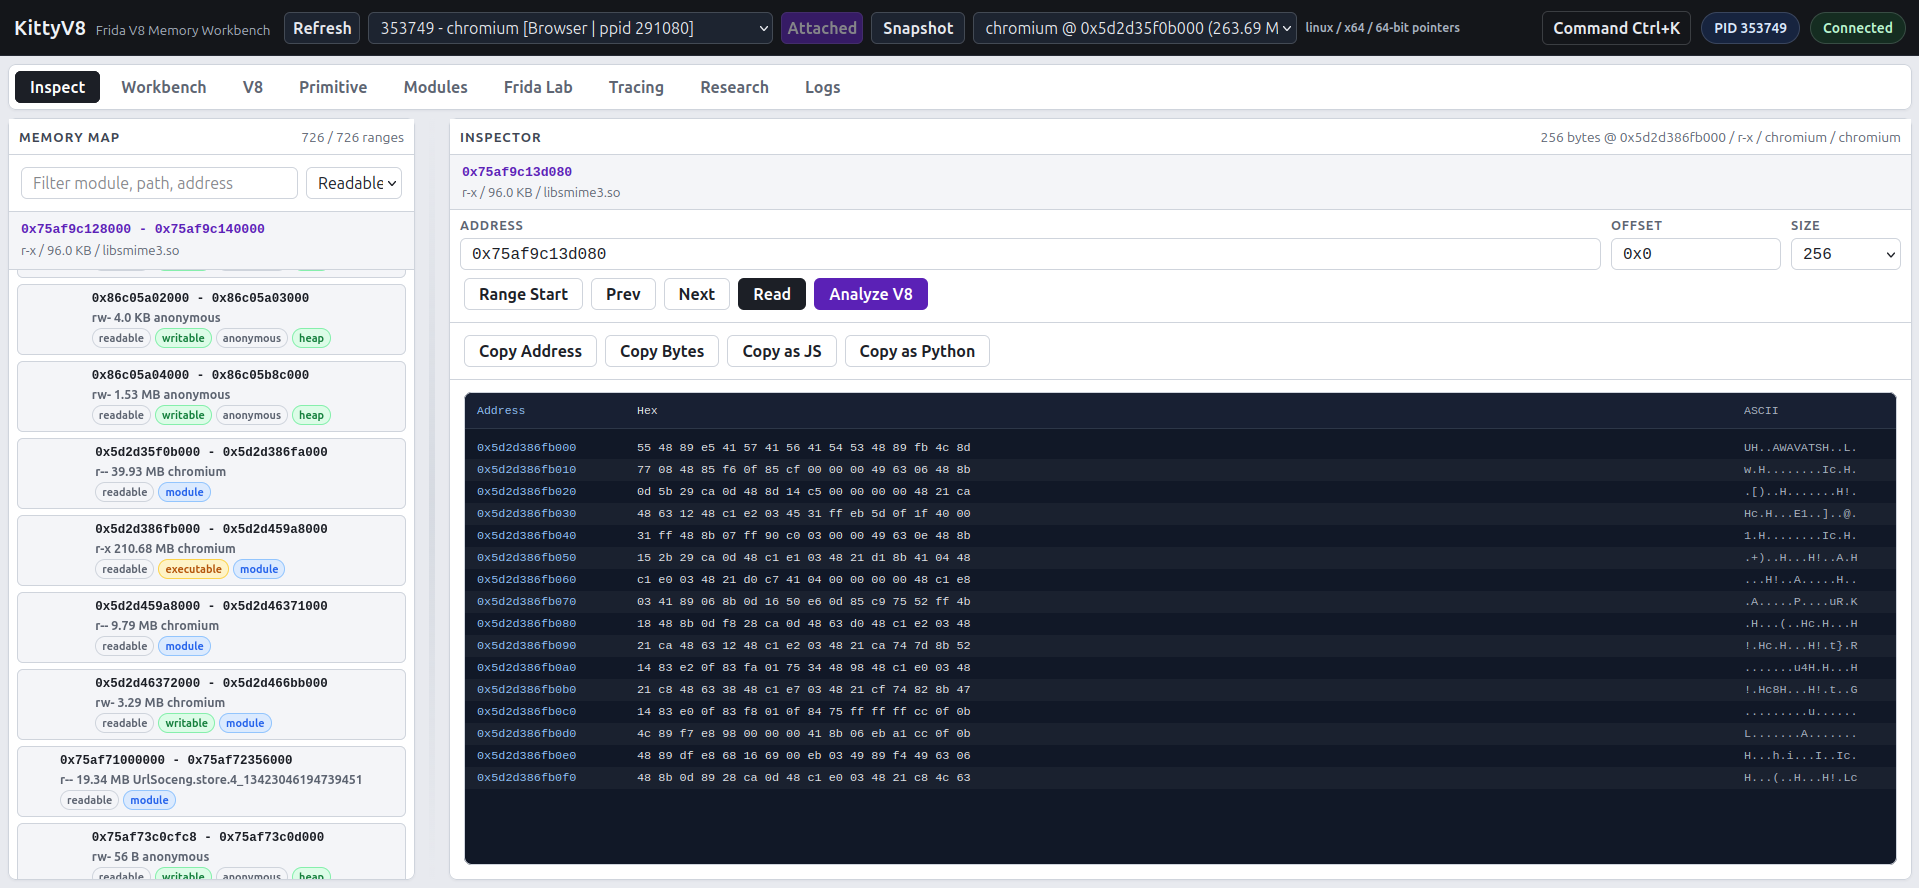 KittyV8 Frida V8 Memory Workbench Refresh 353749 - chromium [Browser | ppid 291080] Attached Snapshot chromium @ 0x5d2d35f0b000 (263.69 M linux / x64 / 64-bit pointers Command Ctrl+K PID 353749 Connected
Inspect Workbench V8 Primitive Modules Frida Lab Tracing Research Logs
MEMORY MAP 726 / 726 ranges
Filter module, path, address Readable
0x75af9c128000 - 0x75af9c140000
r-x / 96.0 KB / libsmime3.so
0x86c05a02000 - 0x86c05a03000
rw- 4.0 KB anonymous
readable writable anonymous heap
0x86c05a04000 - 0x86c05b8c000
rw- 1.53 MB anonymous
readable writable anonymous heap
0x5d2d35f0b000 - 0x5d2d386fa000
r-- 39.93 MB chromium
readable module
0x5d2d386fb000 - 0x5d2d459a8000
r-x 210.68 MB chromium
readable executable module
0x5d2d459a8000 - 0x5d2d46371000
r-- 9.79 MB chromium
readable module
0x5d2d46372000 - 0x5d2d466bb000
rw- 3.29 MB chromium
readable writable module
0x75af71000000 - 0x75af72356000
r-- 19.34 MB UrlSoceng.store.4_13423046194739451
readable module
0x75af73c0cfc8 - 0x75af73c0d000
rw- 56 B anonymous
readable writable anonymous heap
INSPECTOR 256 bytes @ 0x5d2d386fb000 / r-x / chromium / chromium
0x75af9c13d080
r-x / 96.0 KB / libsmime3.so
ADDRESS OFFSET SIZE
0x75af9c13d080 0x0 256
Range Start Prev Next Read Analyze V8
Copy Address Copy Bytes Copy as JS Copy as Python
Address Hex ASCII
0x5d2d386fb000 55 48 89 e5 41 57 41 56 41 54 53 48 89 fb 4c 8d UH..AWAVATSH..L.
0x5d2d386fb010 77 08 48 85 f6 0f 85 cf 00 00 00 49 63 06 48 8b w.H........Ic.H.
0x5d2d386fb020 0d 5b 29 ca 0d 48 8d 14 c5 00 00 00 00 48 21 ca .[)..H.......H!.
0x5d2d386fb030 48 63 12 48 c1 e2 03 45 31 ff eb 5d 0f 1f 40 00 Hc.H...E1..]..@.
0x5d2d386fb040 31 ff 48 8b 07 ff 90 c0 03 00 00 49 63 0e 48 8b 1.H........Ic.H.
0x5d2d386fb050 15 2b 29 ca 0d 48 c1 e1 03 48 21 d1 8b 41 04 48 .+)..H...H!..A.H
0x5d2d386fb060 c1 e0 03 48 21 d0 c7 41 04 00 00 00 00 48 c1 e8 ...H!..A.....H..
0x5d2d386fb070 03 41 89 06 8b 0d 16 50 e6 0d 85 c9 75 52 ff 4b .A.....P....uR.K
0x5d2d386fb080 18 48 8b 0d f8 28 ca 0d 48 63 d0 48 c1 e2 03 48 .H...(..Hc.H...H
0x5d2d386fb090 21 ca 48 63 12 48 c1 e2 03 48 21 ca 74 7d 8b 52 !.Hc.H...H!.t}.R
0x5d2d386fb0a0 14 83 e2 0f 83 fa 01 75 34 48 98 48 c1 e0 03 48 .......u4H.H...H
0x5d2d386fb0b0 21 c8 48 63 38 48 c1 e7 03 48 21 cf 74 82 8b 47 !.Hc8H...H!.t..G
0x5d2d386fb0c0 14 83 e0 0f 83 f8 01 0f 84 75 ff ff ff cc 0f 0b .........u......
0x5d2d386fb0d0 4c 89 f7 e8 98 00 00 00 41 8b 06 eb a1 cc 0f 0b L.......A.......
0x5d2d386fb0e0 48 89 df e8 68 16 69 00 eb 03 49 89 f4 49 63 06 H...h.i...I..Ic.
0x5d2d386fb0f0 48 8b 0d 89 28 ca 0d 48 c1 e0 03 48 21 c8 4c 63 H...(..H...H!.Lc